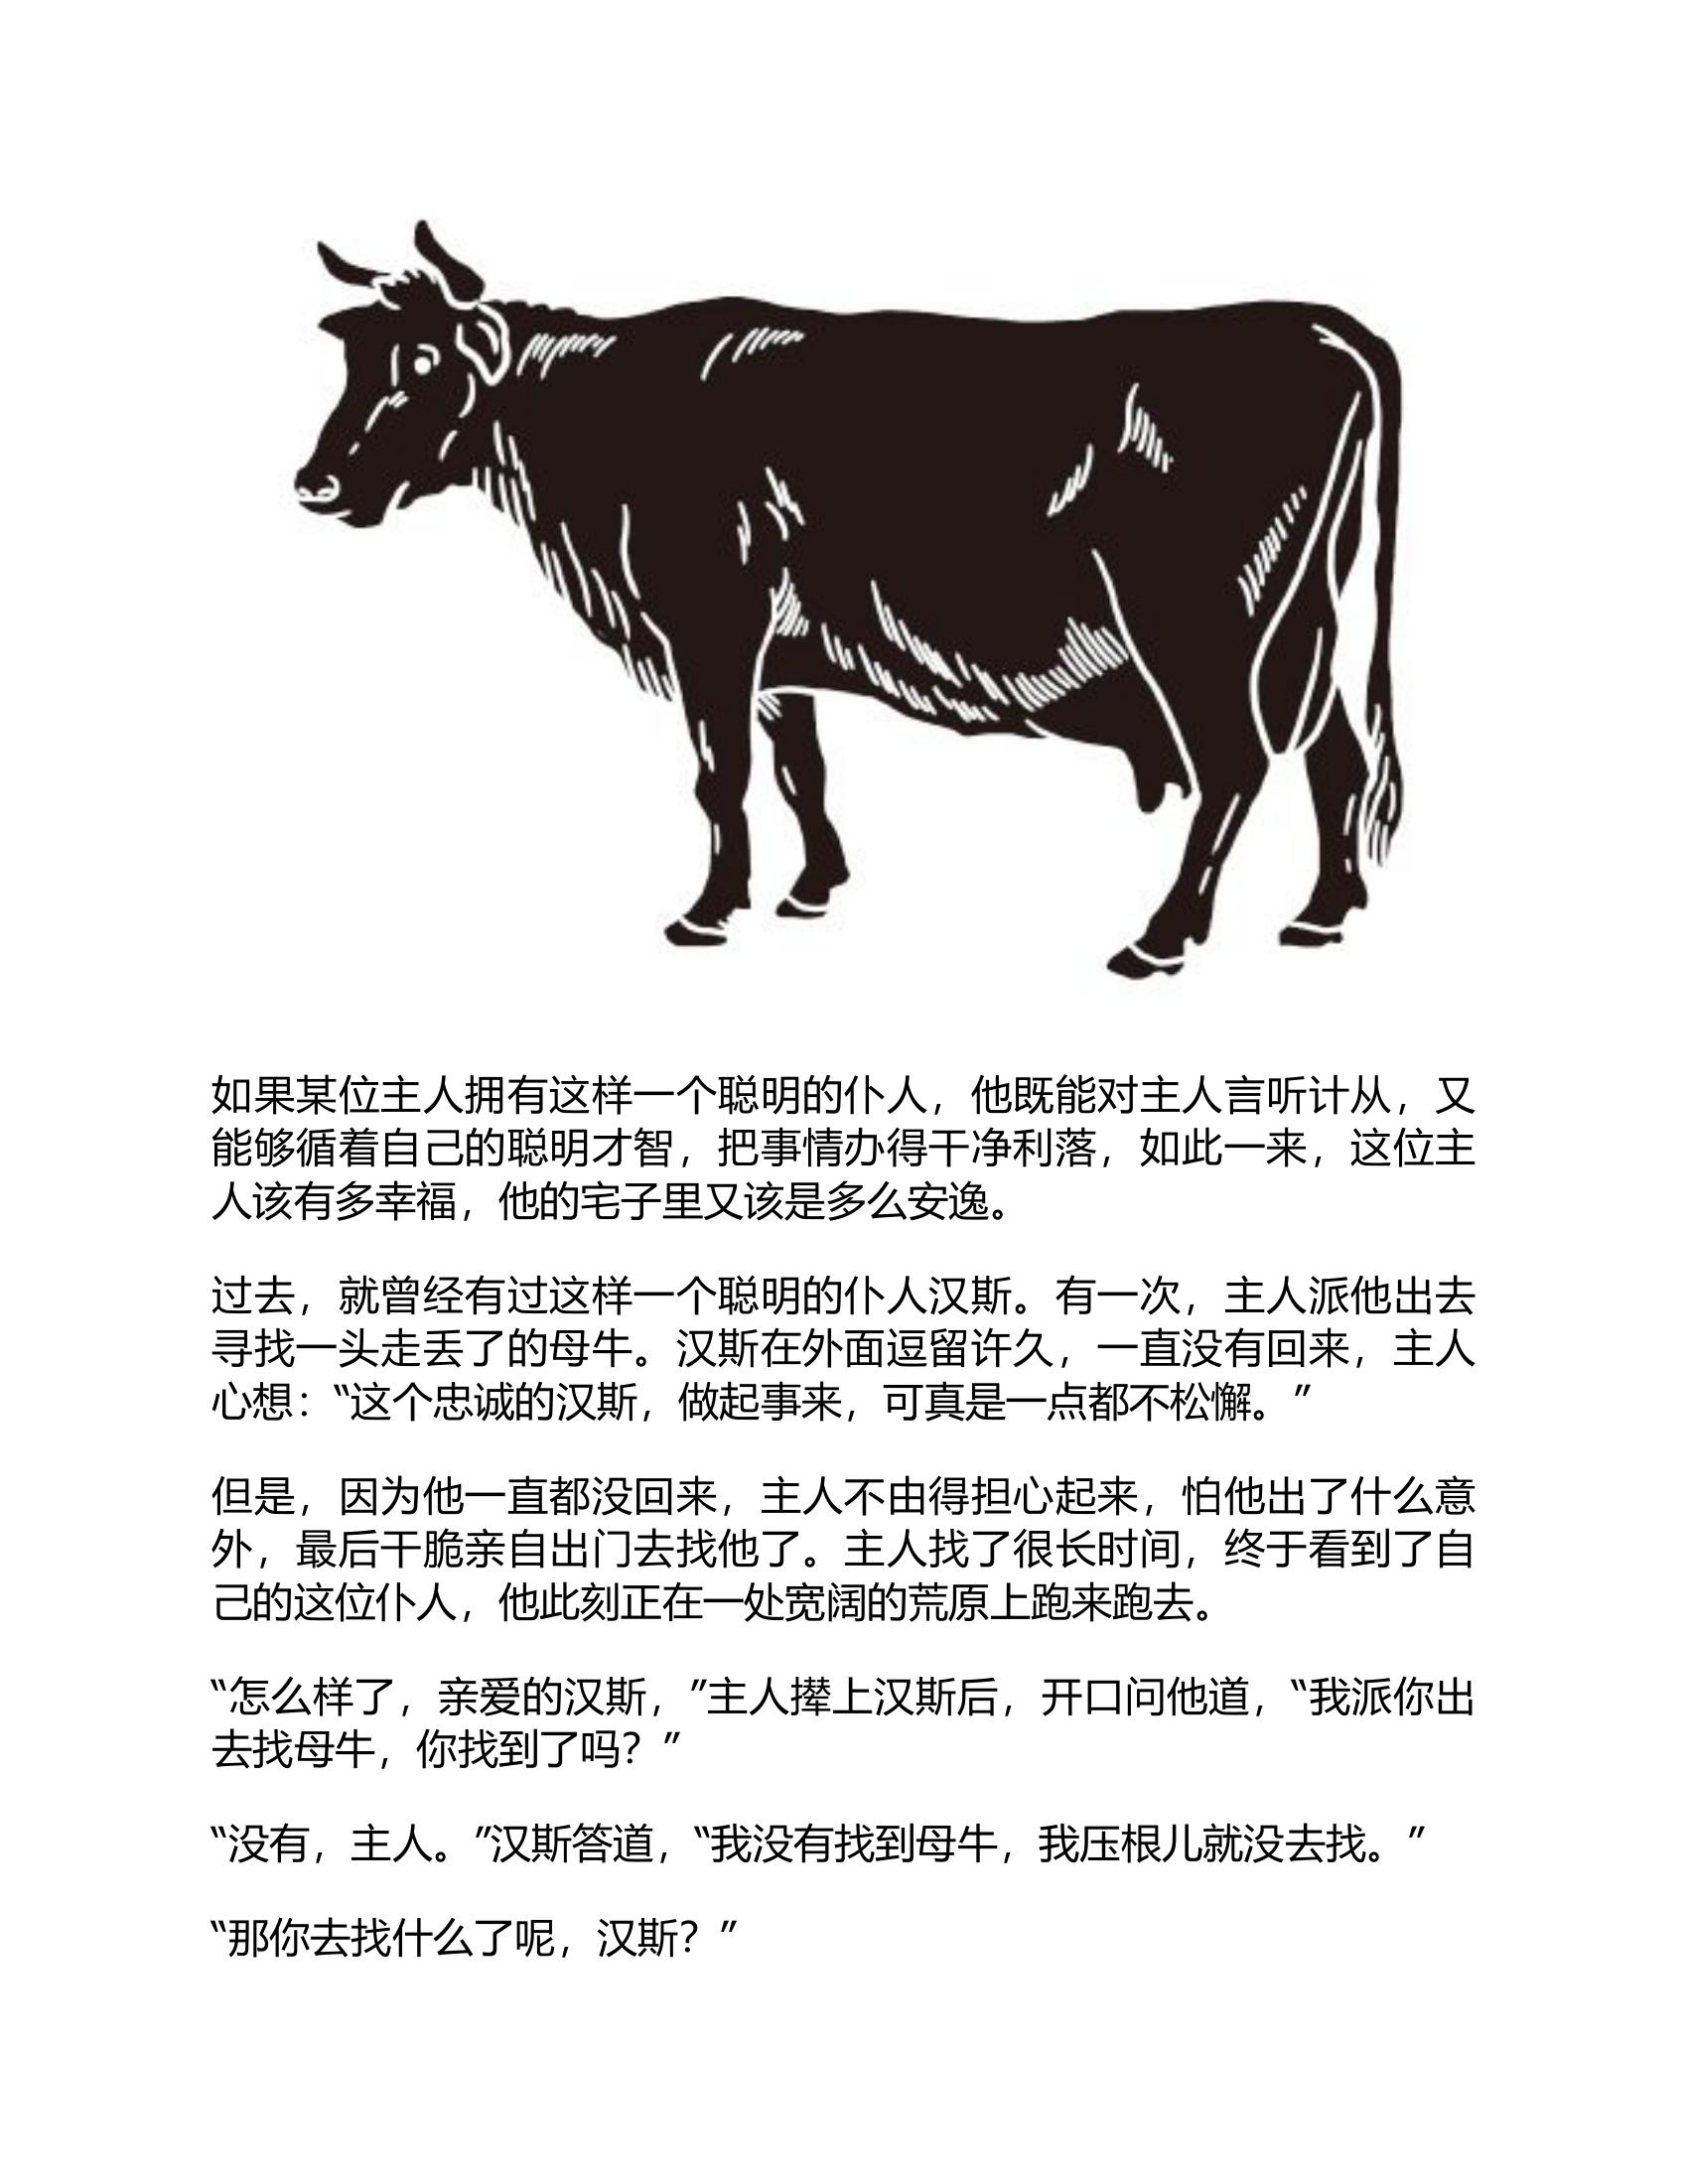 如果某位主人拥有这样一个聪明的仆人，他既能对主人言听计从，又
能够循着自己的聪明才智，把事情办得干净利落，如此一来，这位主
人该有多幸福，他的宅子里又该是多么安逸。
过去，就曾经有过这样一个聪明的仆人汉斯。有一次，主人派他出去
寻找一头走丢了的母牛。汉斯在外面逗留许久，一直没有回来，主人
心想：“这个忠诚的汉斯，做起事来，可真是一点都不松懈。”
但是，因为他一直都没回来，主人不由得担心起来，怕他出了什么意
外，最后干脆亲自出门去找他了。主人找了很长时间，终于看到了自
己的这位仆人，他此刻正在一处宽阔的荒原上跑来跑去。
“怎么样了，亲爱的汉斯，”主人撵上汉斯后，开口问他道，“我派你出
去找母牛，你找到了吗？”
“没有，主人。”汉斯答道，“我没有找到母牛，我压根儿就没去找。”
“那你去找什么了呢，汉斯？”